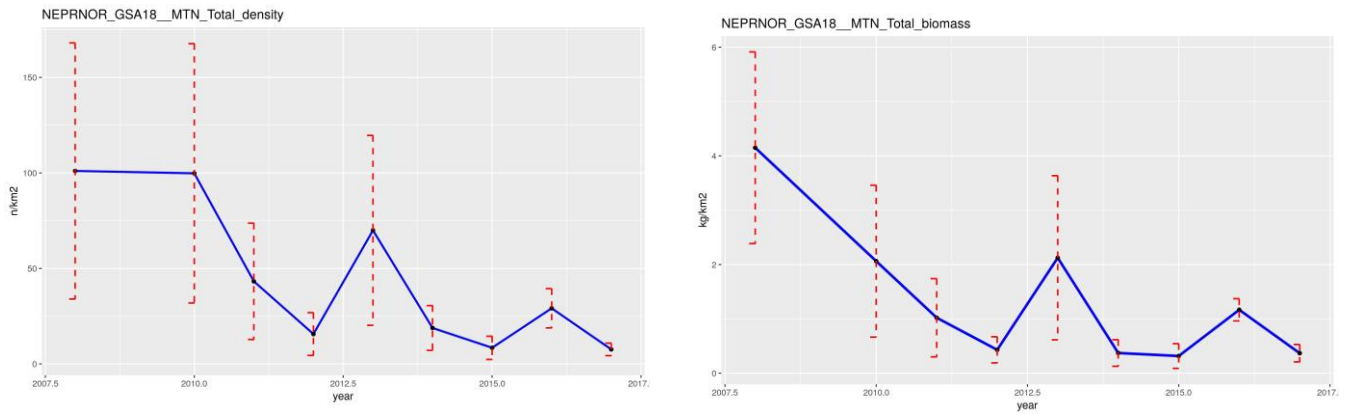 NEPRNOR_GSA18__MTN_Total_density
150
100
50
0
n/km2
2007.5 2010.0 2012.5 2015.0 2017.
year
NEPRNOR_GSA18__MTN_Total_biomass
6
4
2
0
kg/km2
2007.5 2010.0 2012.5 2015.0 2017.
year